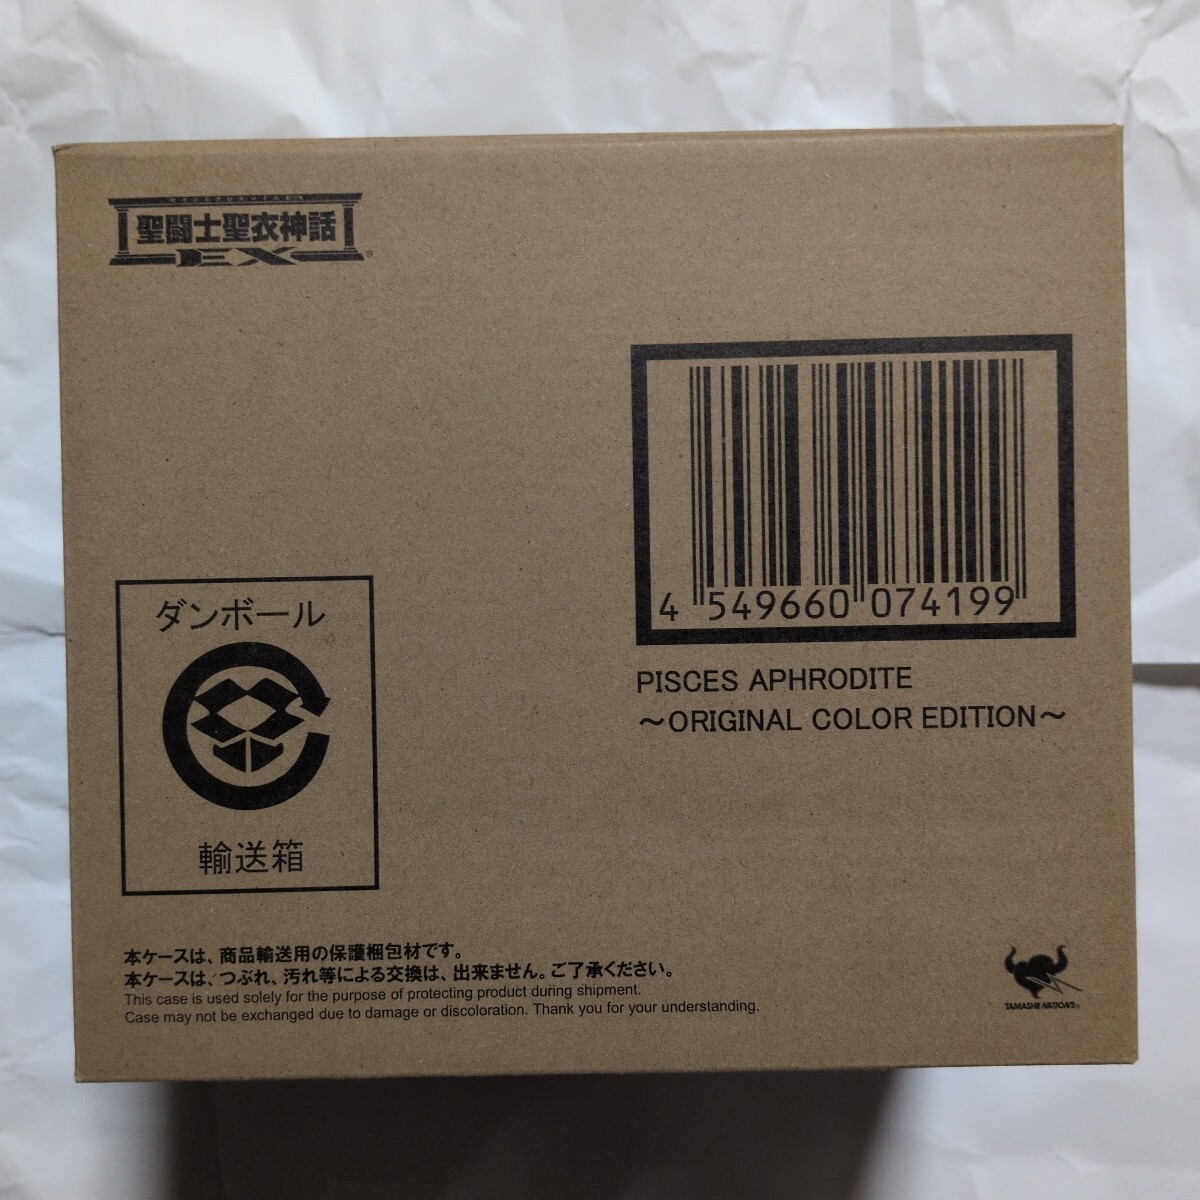 聖闘士聖衣神話
EX®
4 549660 074199
PISCES APHRODITE
～ORIGINAL COLOR EDITION～
ダンボール
輸送箱
本ケースは、商品輸送用の保護梱包材です。
本ケースは、つぶれ、汚れ等による交換は、出来ません。ご了承ください。
This case is used solely for the purpose of protecting product during shipment.
Case may not be exchanged due to damage or discoloration. Thank you for your understanding.
TAMASHII NATIONS